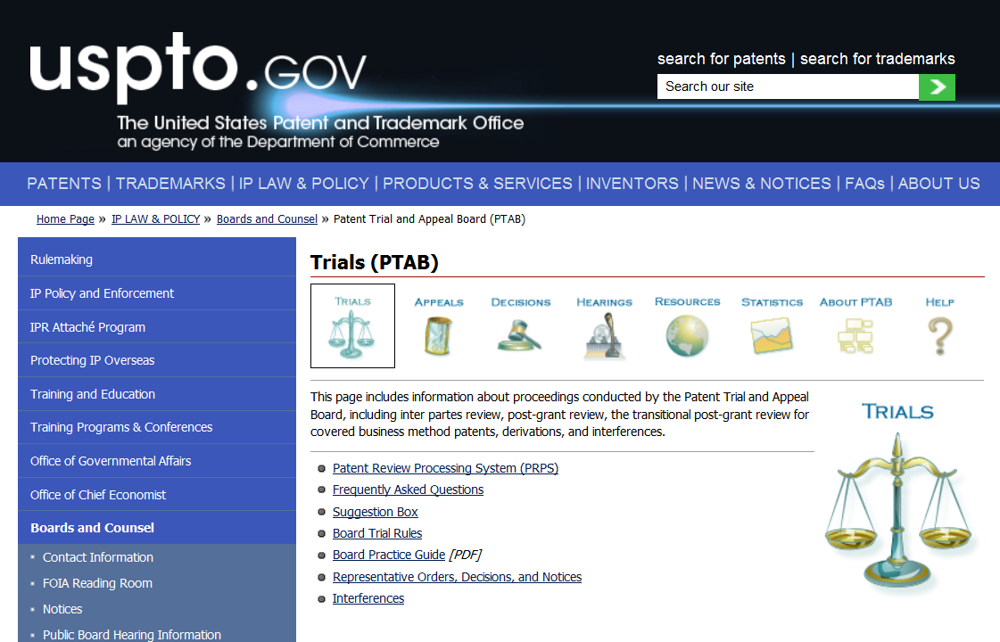 uspto.GOV
The United States Patent and Trademark Office
an agency of the Department of Commerce
search for patents | search for trademarks
Search our site
PATENTS | TRADEMARKS | IP LAW & POLICY | PRODUCTS & SERVICES | INVENTORS | NEWS & NOTICES | FAQs | ABOUT US
Home Page » IP LAW & POLICY » Boards and Counsel » Patent Trial and Appeal Board (PTAB)
Rulemaking
IP Policy and Enforcement
IPR Attaché Program
Protecting IP Overseas
Training and Education
Training Programs & Conferences
Office of Governmental Affairs
Office of Chief Economist
Boards and Counsel
Contact Information
FOIA Reading Room
Notices
Public Board Hearing Information
Trials (PTAB)
TRIALS APPEALS DECISIONS HEARINGS RESOURCES STATISTICS ABOUT PTAB HELP
This page includes information about proceedings conducted by the Patent Trial and Appeal
Board, including inter partes review, post-grant review, the transitional post-grant review for
covered business method patents, derivations, and interferences.
Patent Review Processing System (PRPS)
Frequently Asked Questions
Suggestion Box
Board Trial Rules
Board Practice Guide [PDF]
Representative Orders, Decisions, and Notices
Interferences
TRIALS